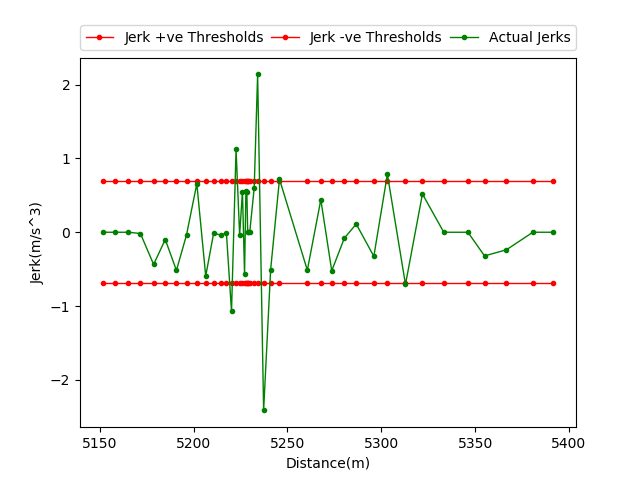 Jerk +ve Thresholds Jerk -ve Thresholds Actual Jerks
2
1
0
−1
−2
Jerk(m/s^3)
5150 5200 5250 5300 5350 5400
Distance(m)